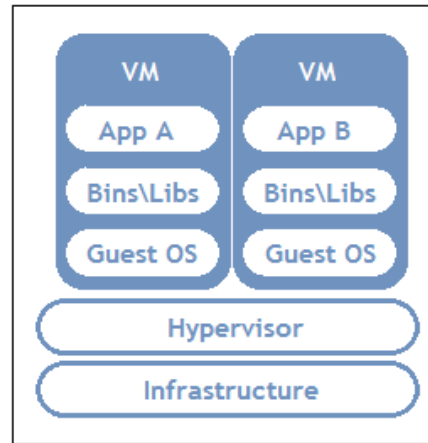 VM VM
App A App B
Bins\Libs Bins\Libs
Guest OS Guest OS
Hypervisor
Infrastructure